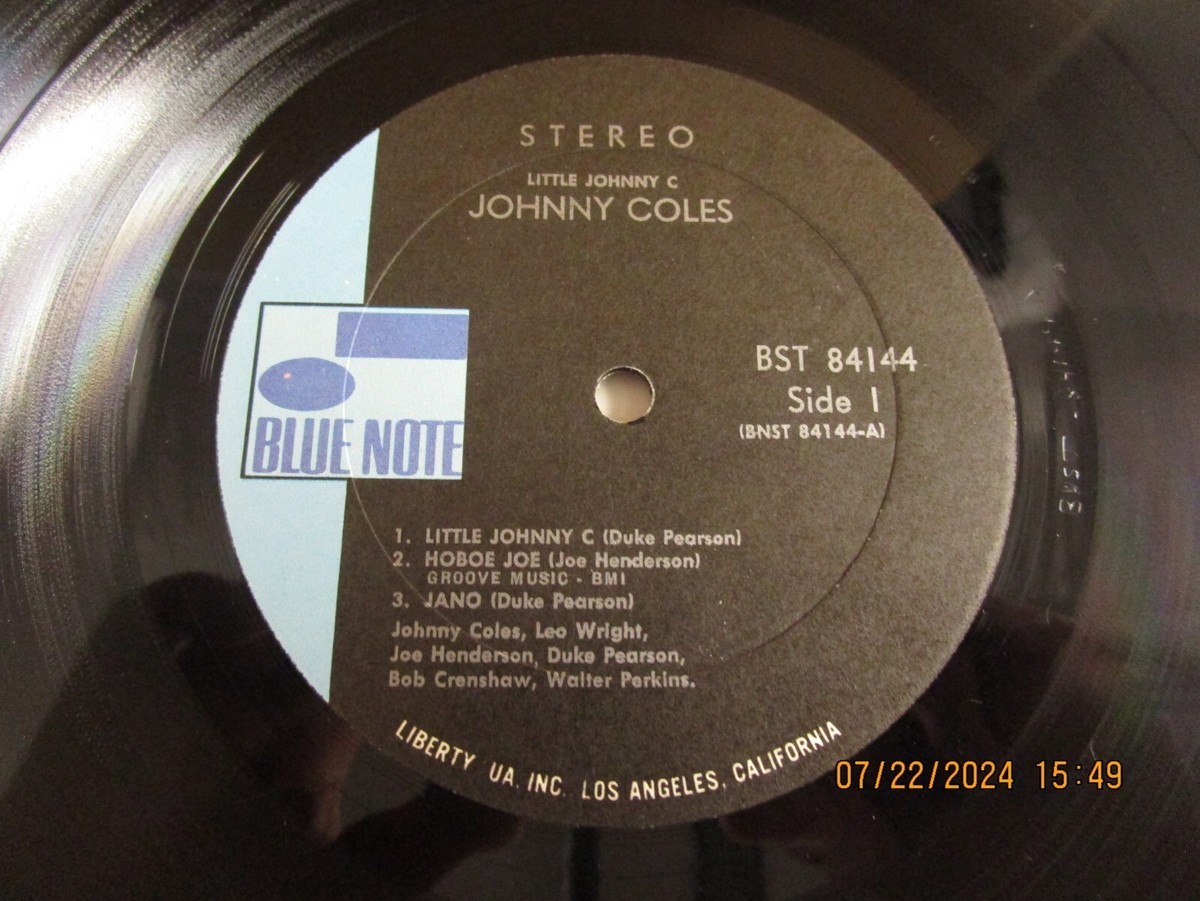 STEREO
LITTLE JOHNNY C
JOHNNY COLES
BST 84144
Side 1
(BNST 84144-A)
BLUE NOTE
1. LITTLE JOHNNY C (Duke Pearson)
2. HOBOE JOE (Joe Henderson)
GROOVE MUSIC - BMI
3. JANO (Duke Pearson)
Johnny Coles, Leo Wright,
Joe Henderson, Duke Pearson,
Bob Crenshaw, Walter Perkins.
LIBERTY UA, INC. LOS ANGELES, CALIFORNIA
07/22/2024 15:49